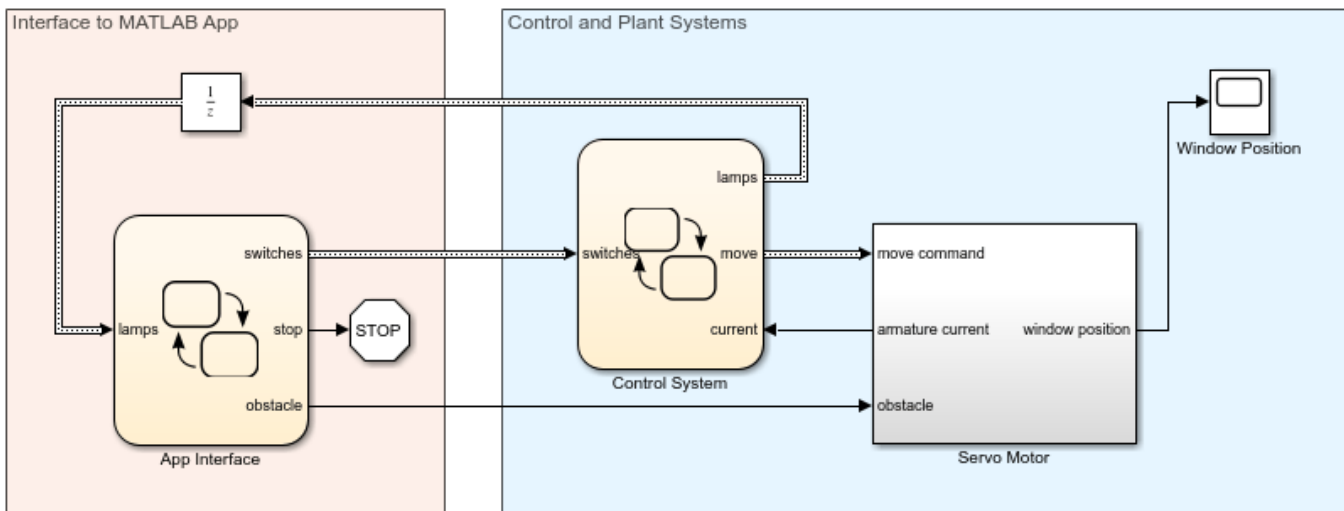 Interface to MATLAB App
Control and Plant Systems
1
z
Window Position
lamps
switches
switches
move
move command
lamps
stop
STOP
current
armature current
window position
Control System
obstacle
obstacle
App Interface
Servo Motor